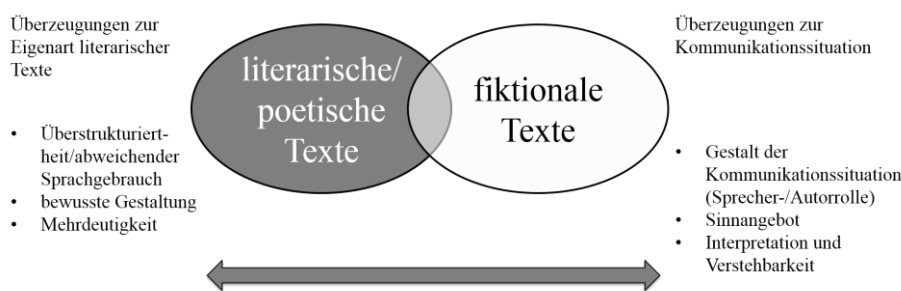 Überzeugungen zur
Eigenart literarischer
Texte
• Überstrukturiert-
heit/abweichender
Sprachgebrauch
• bewusste Gestaltung
• Mehrdeutigkeit
literarische/
poetische
Texte
fiktionale
Texte
Überzeugungen zur
Kommunikationssituation
• Gestalt der
Kommunikationssituation
(Sprecher-/Autorrolle)
• Sinnangebot
• Interpretation und
Verstehbarkeit